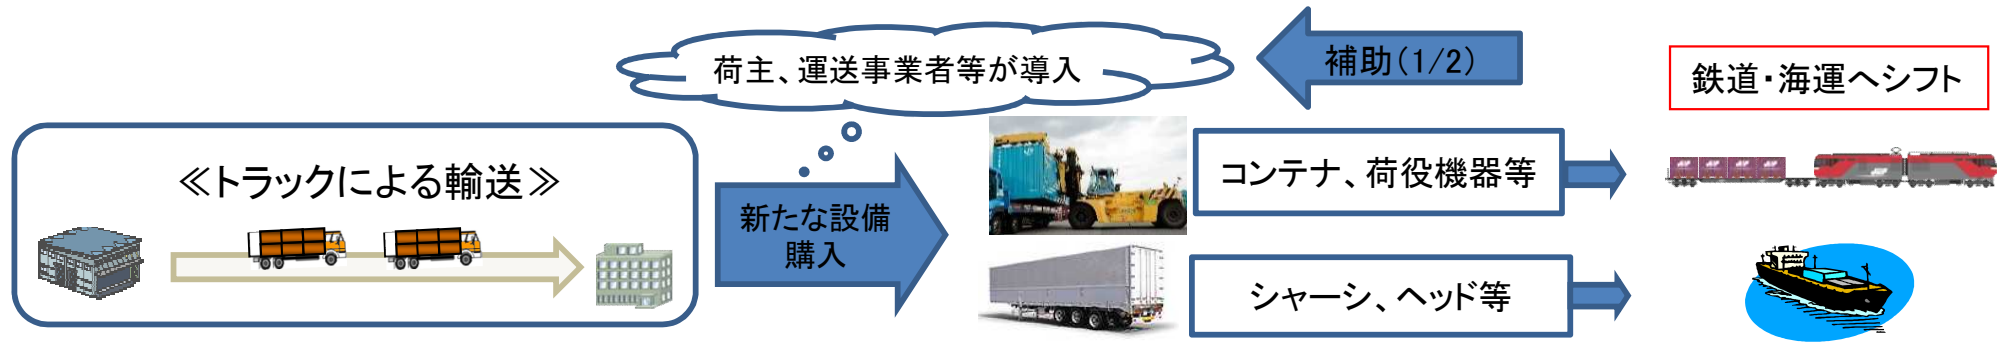 荷主、運送事業者等が導入
補助(1/2)
鉄道・海運へシフト
≪トラックによる輸送≫
新たな設備
購入
コンテナ、荷役機器等
シャーシ、ヘッド等